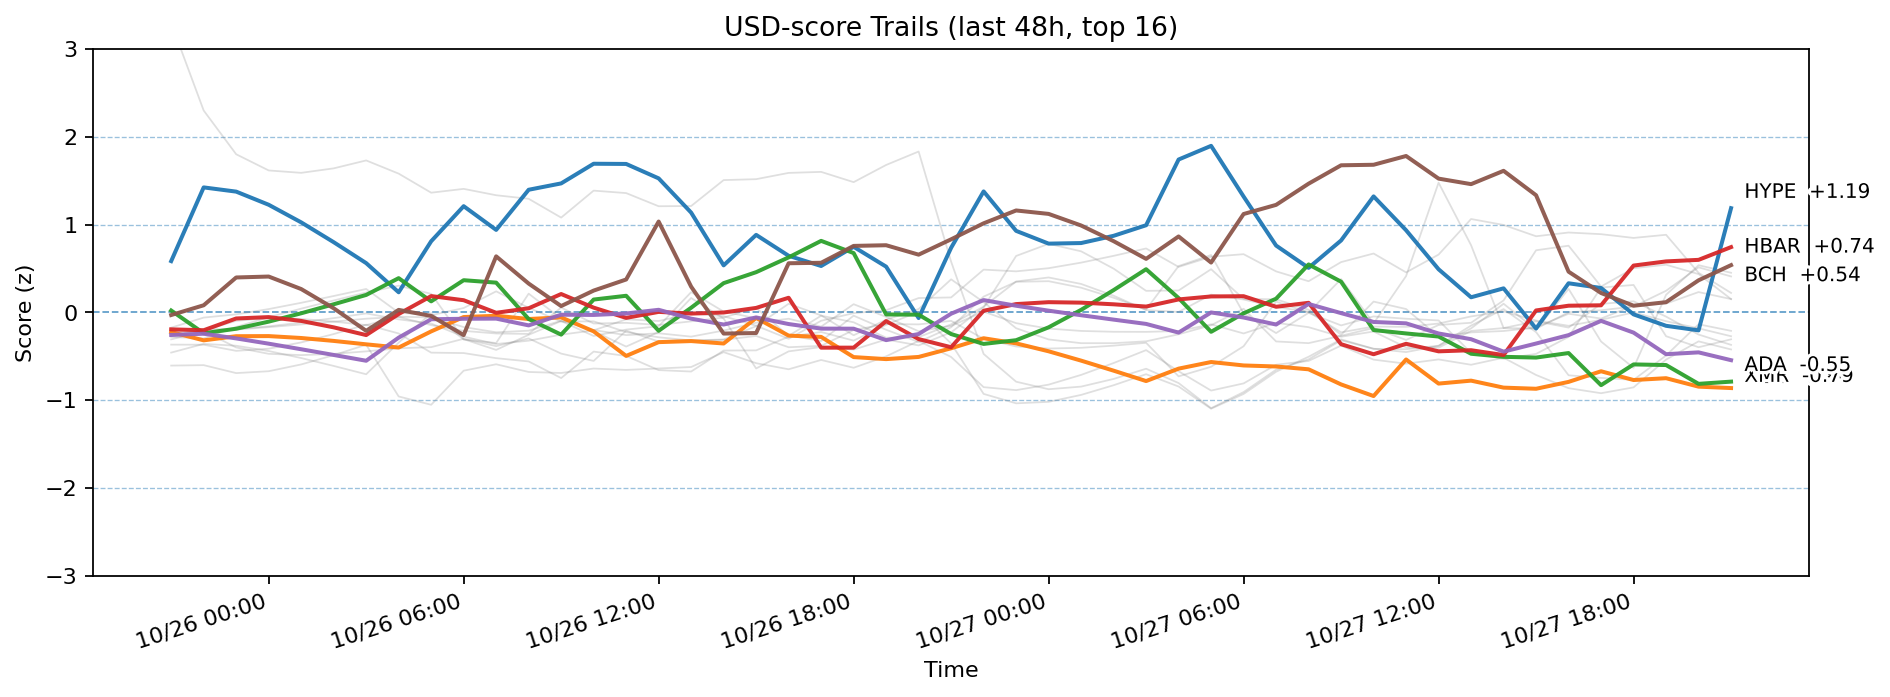 USD-score Trails (last 48h, top 16)
3
2
1
0
−1
−2
−3
Score (z)
HYPE +1.19
HBAR +0.74
BCH +0.54
ADA -0.55
XMR -0.79
10/26 00:00
10/26 06:00
10/26 12:00
10/26 18:00
10/27 00:00
10/27 06:00
10/27 12:00
10/27 18:00
Time